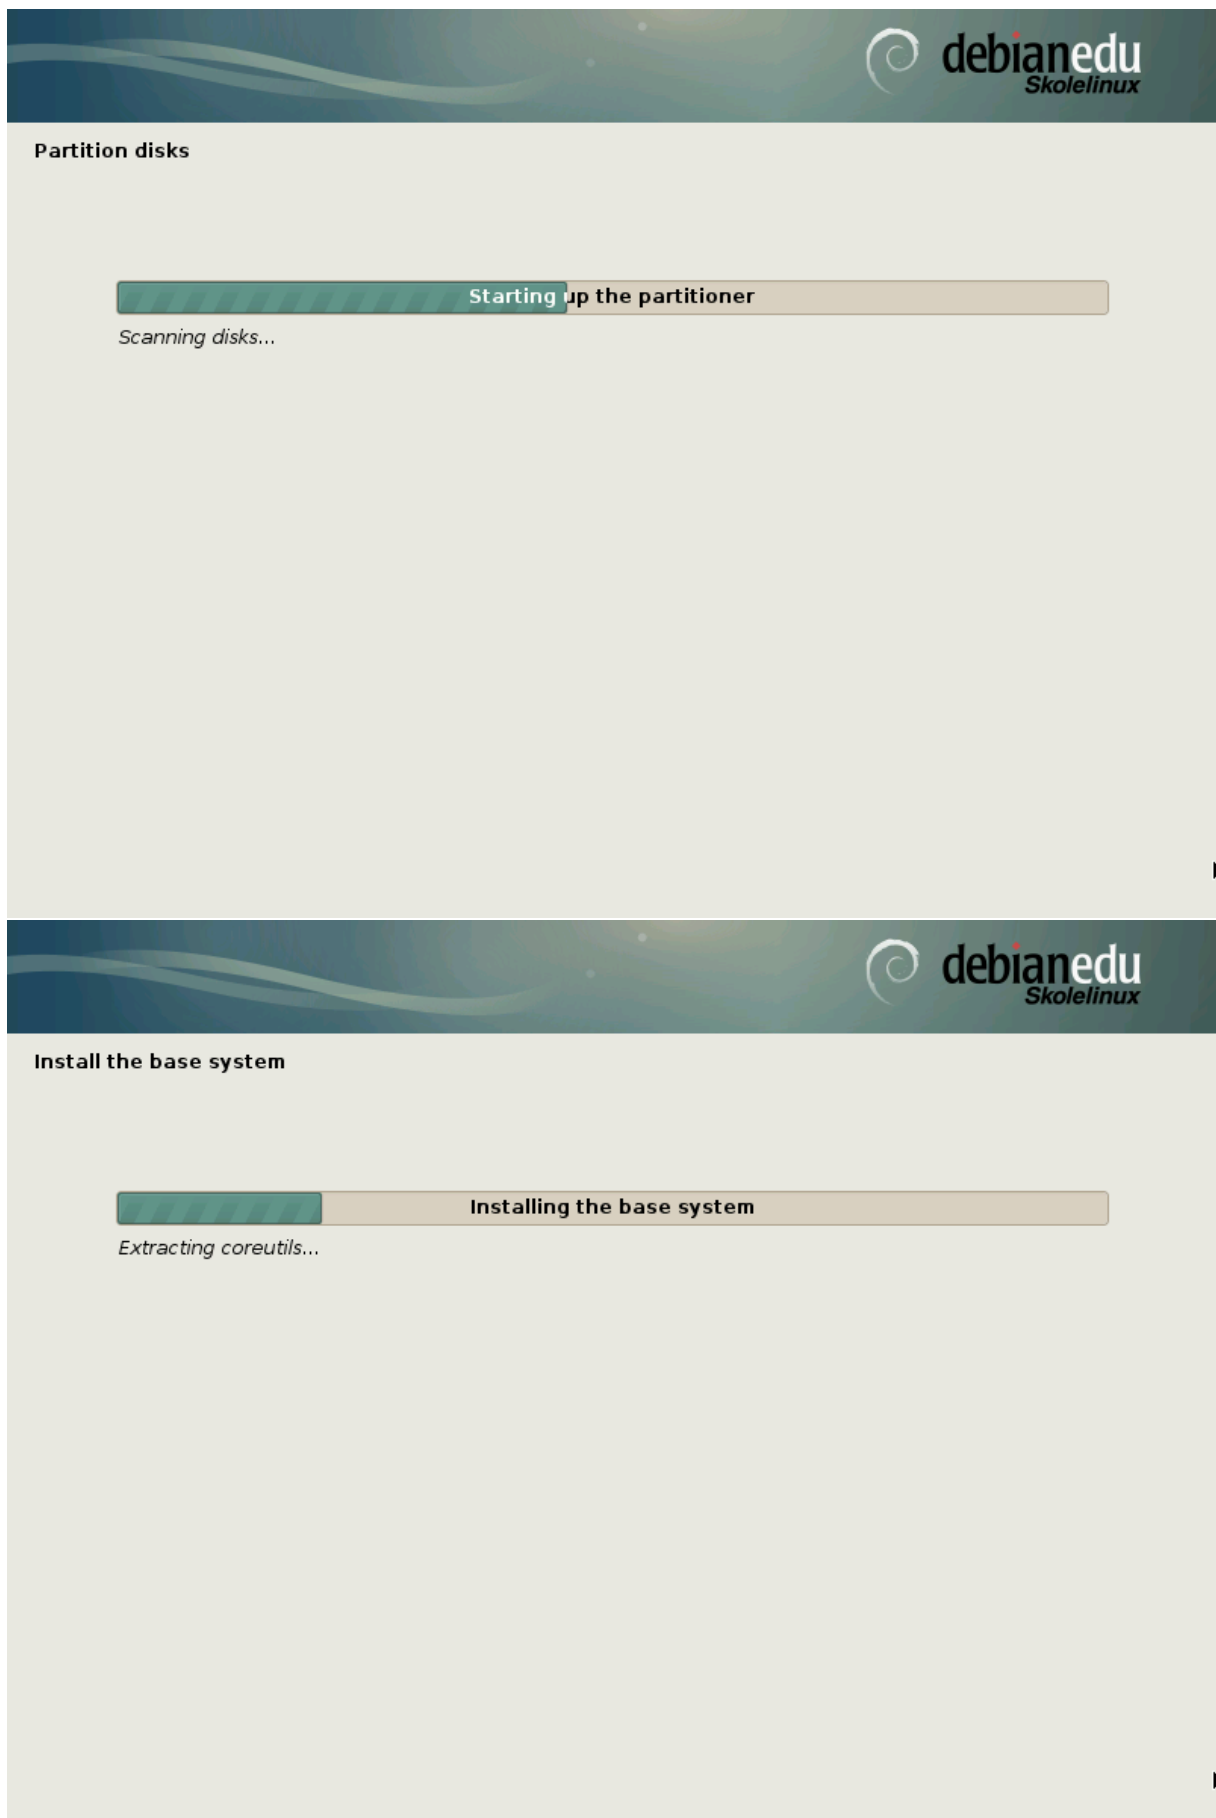 debianedu
Skolelinux
Partition disks
Starting up the partitioner
Scanning disks...
debianedu
Skolelinux
Install the base system
Installing the base system
Extracting coreutils...